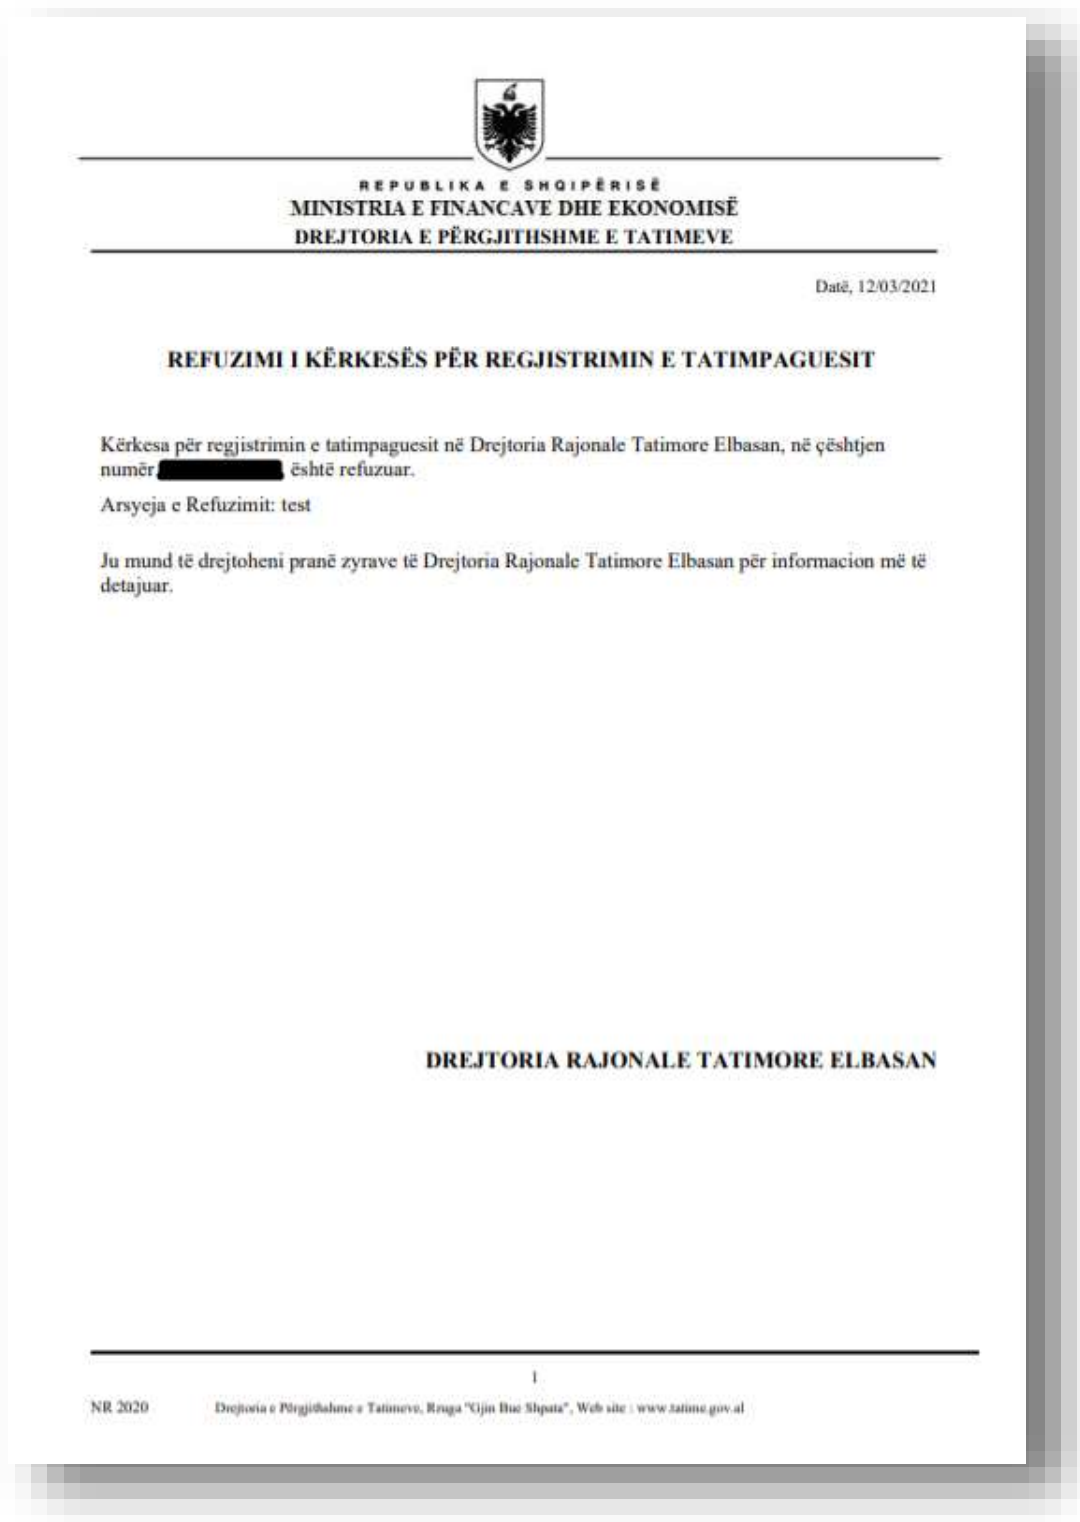 REPUBLIKA E SHQIPËRISË
MINISTRIA E FINANCAVE DHE EKONOMISË
DREJTORIA E PËRGJITHSHME E TATIMEVE
Datë, 12/03/2021
REFUZIMI I KËRKESËS PËR REGJISTRIMIN E TATIMPAGUESIT
Kërkesa për regjistrimin e tatimpaguesit në Drejtoria Rajonale Tatimore Elbasan, në çështjen
numër është refuzuar.
Arsyeja e Refuzimit: test
Ju mund të drejtoheni pranë zyrave të Drejtoria Rajonale Tatimore Elbasan për informacion më të
detajuar.
DREJTORIA RAJONALE TATIMORE ELBASAN
1
NR 2020 Drejtoria e Përgjithshme e Tatimeve, Rruga "Gjin Bue Shpata", Web site : www.tatime.gov.al